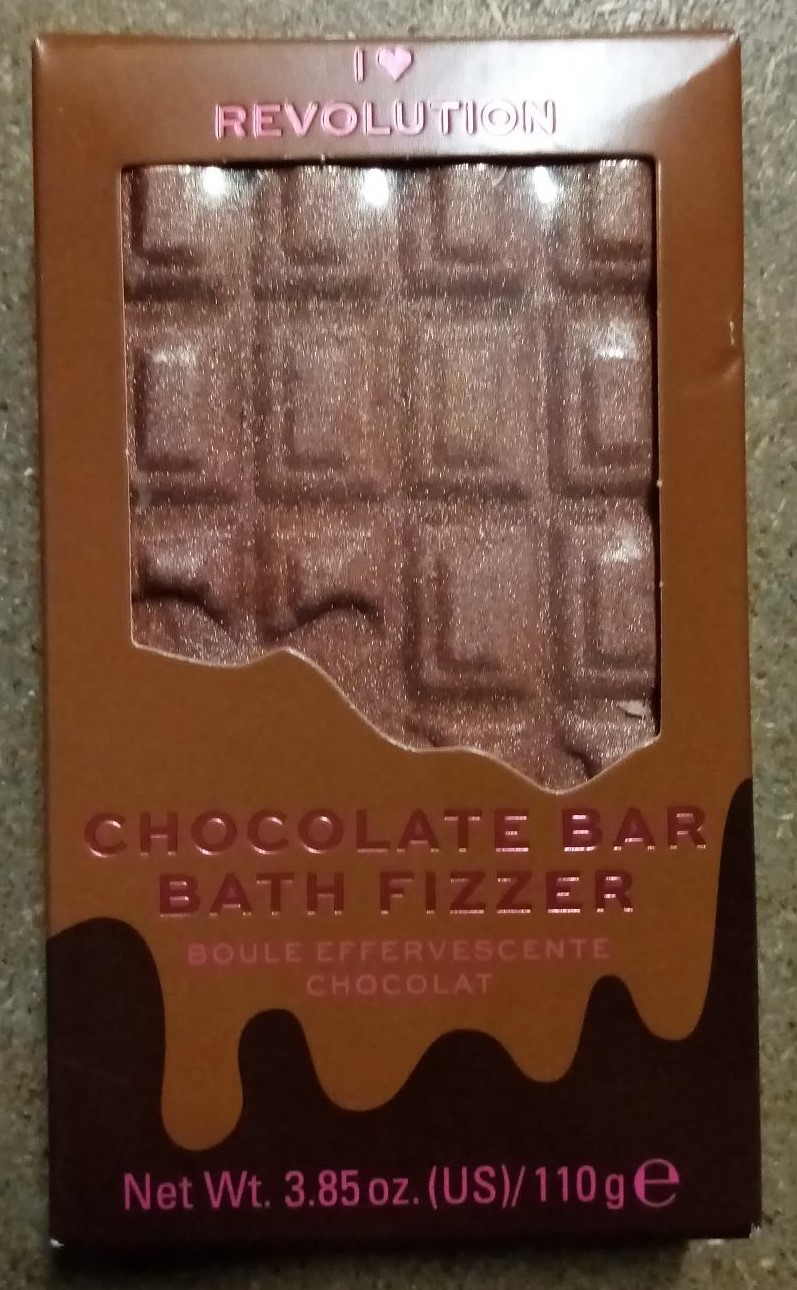 I ♥
REVOLUTION
CHOCOLATE BAR
BATH FIZZER
BOULE EFFERVESCENTE
CHOCOLAT
Net Wt. 3.85 oz. (US)/ 110 g ℮